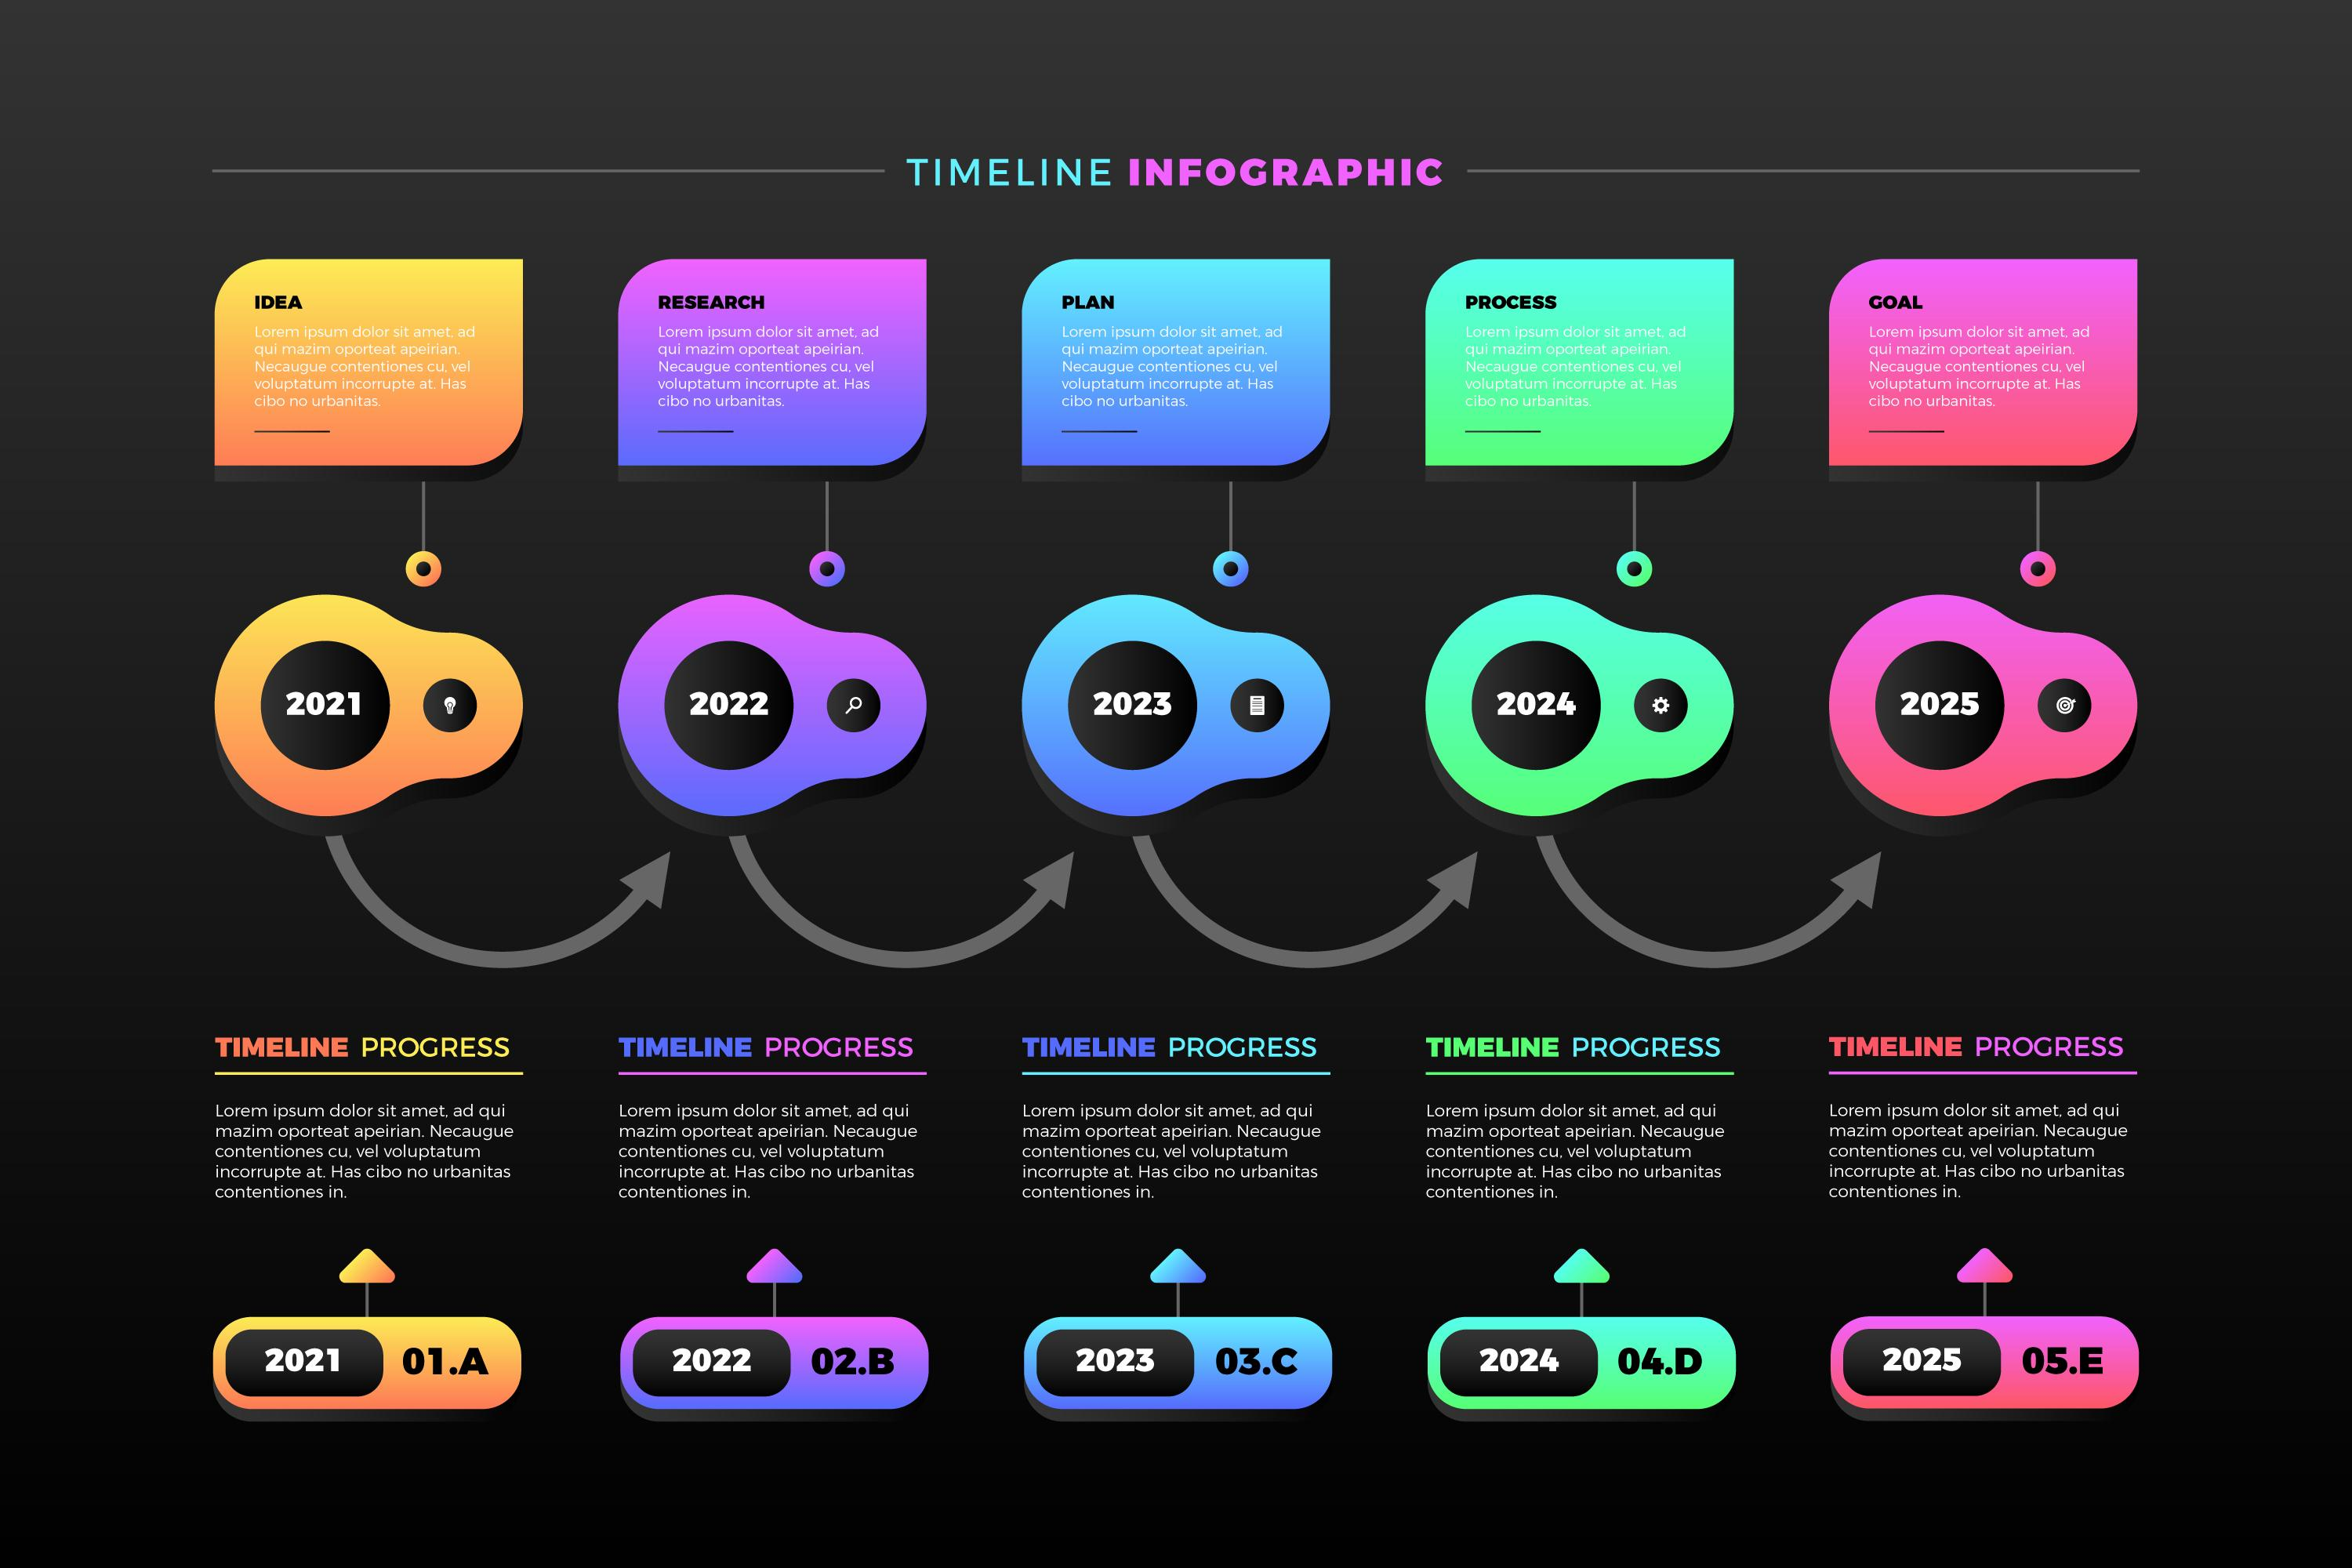 TIMELINE INFOGRAPHIC
IDEA
Lorem ipsum dolor sit amet, ad
qui mazim oporteat apeirian.
Necaugue contentiones cu, vel
voluptatum incorrupte at. Has
cibo no urbanitas.
RESEARCH
Lorem ipsum dolor sit amet, ad
qui mazim oporteat apeirian.
Necaugue contentiones cu, vel
voluptatum incorrupte at. Has
cibo no urbanitas.
PLAN
Lorem ipsum dolor sit amet, ad
qui mazim oporteat apeirian.
Necaugue contentiones cu, vel
voluptatum incorrupte at. Has
cibo no urbanitas.
PROCESS
Lorem ipsum dolor sit amet, ad
qui mazim oporteat apeirian.
Necaugue contentiones cu, vel
voluptatum incorrupte at. Has
cibo no urbanitas.
GOAL
Lorem ipsum dolor sit amet, ad
qui mazim oporteat apeirian.
Necaugue contentiones cu, vel
voluptatum incorrupte at. Has
cibo no urbanitas.
2021
2022
2023
2024
2025
TIMELINE PROGRESS
Lorem ipsum dolor sit amet, ad qui
mazim oporteat apeirian. Necaugue
contentiones cu, vel voluptatum
incorrupte at. Has cibo no urbanitas
contentiones in.
TIMELINE PROGRESS
Lorem ipsum dolor sit amet, ad qui
mazim oporteat apeirian. Necaugue
contentiones cu, vel voluptatum
incorrupte at. Has cibo no urbanitas
contentiones in.
TIMELINE PROGRESS
Lorem ipsum dolor sit amet, ad qui
mazim oporteat apeirian. Necaugue
contentiones cu, vel voluptatum
incorrupte at. Has cibo no urbanitas
contentiones in.
TIMELINE PROGRESS
Lorem ipsum dolor sit amet, ad qui
mazim oporteat apeirian. Necaugue
contentiones cu, vel voluptatum
incorrupte at. Has cibo no urbanitas
contentiones in.
TIMELINE PROGRESS
Lorem ipsum dolor sit amet, ad qui
mazim oporteat apeirian. Necaugue
contentiones cu, vel voluptatum
incorrupte at. Has cibo no urbanitas
contentiones in.
2021 01.A
2022 02.B
2023 03.C
2024 04.D
2025 05.E